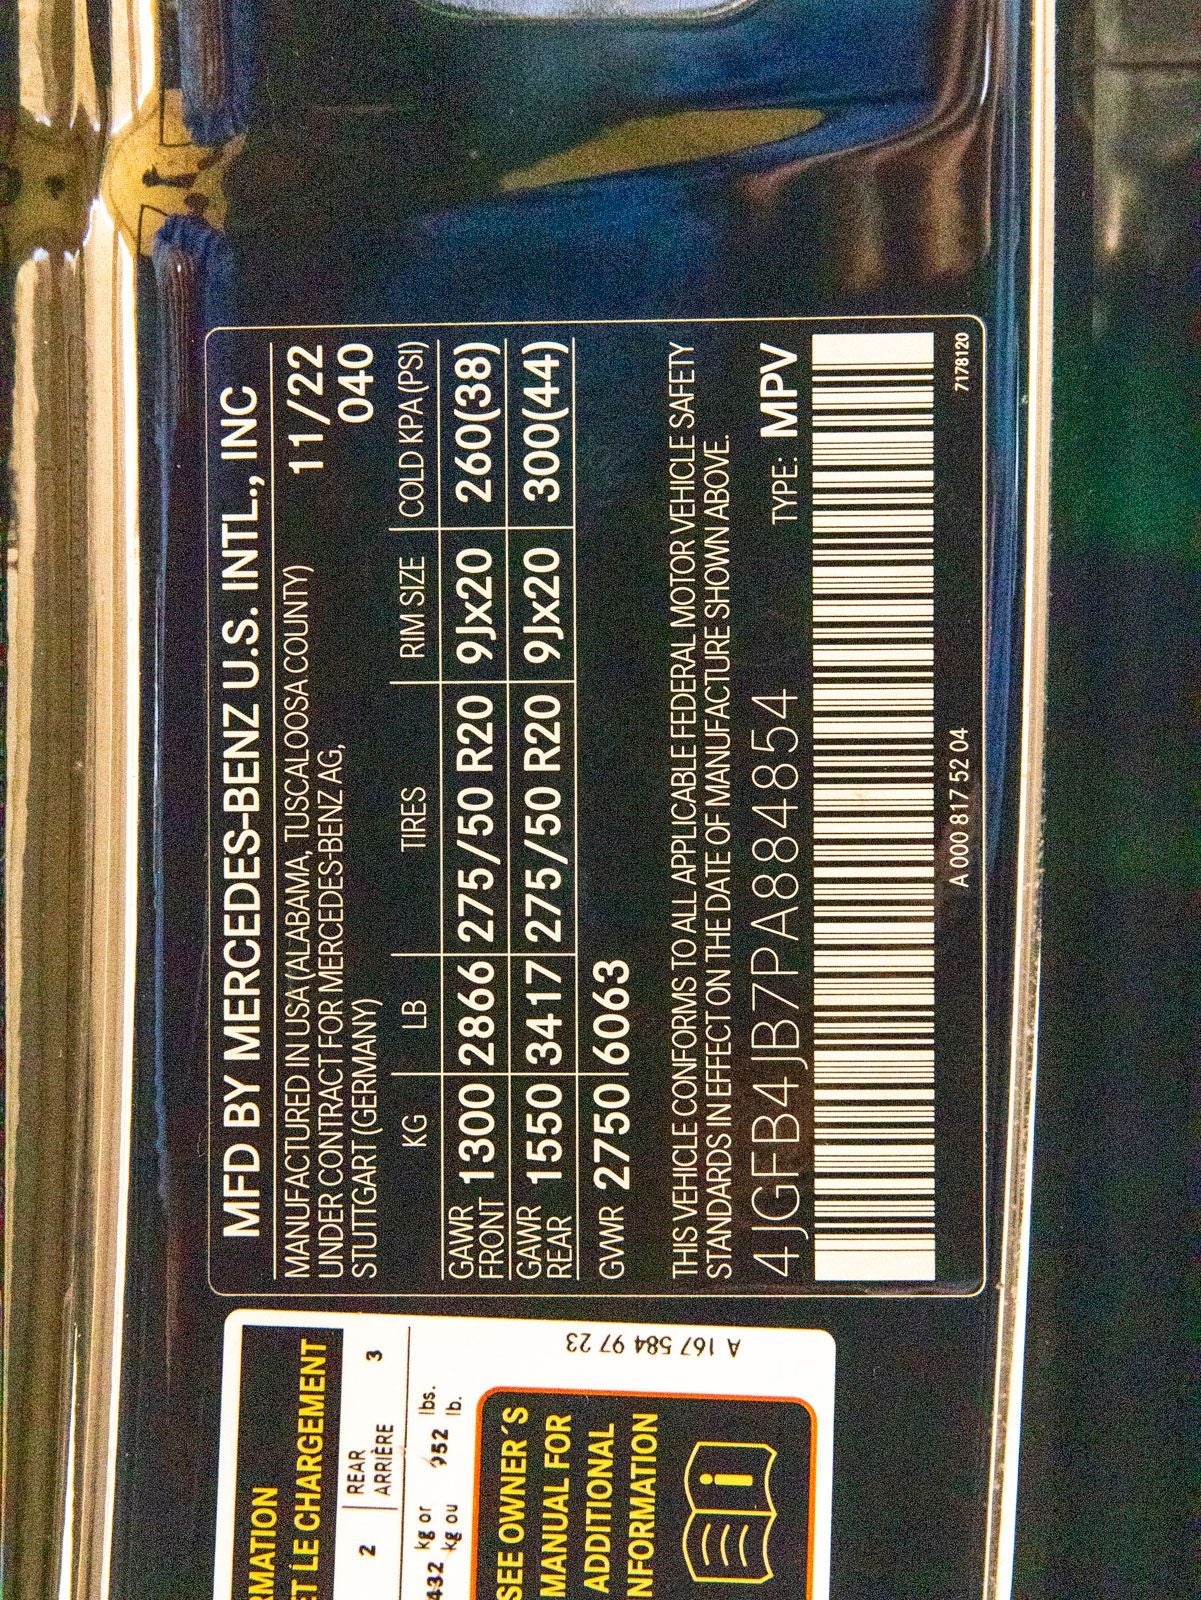 MFD BY MERCEDES-BENZ U.S. INTL., INC
MANUFACTURED IN USA (ALABAMA, TUSCALOOSA COUNTY) 11/22
UNDER CONTRACT FOR MERCEDES-BENZ AG, 040
STUTTGART (GERMANY)
KG LB TIRES RIM SIZE COLD KPA (PSI)
GAWR FRONT 1300 2866 275/50 R20 9Jx20 260(38)
GAWR REAR 1550 3417 275/50 R20 9Jx20 300(44)
GVWR 2750 6063
THIS VEHICLE CONFORMS TO ALL APPLICABLE FEDERAL MOTOR VEHICLE SAFETY
STANDARDS IN EFFECT ON THE DATE OF MANUFACTURE SHOWN ABOVE.
4JGFB4JB7PA884854 TYPE: MPV
A 000 817 52 04 7178120
RMATION
ET LE CHARGEMENT
2 REAR 3
ARRIÈRE
432 kg or 952 lbs.
kg ou lb.
SEE OWNER'S
MANUAL FOR
ADDITIONAL
INFORMATION
A 167 584 97 23